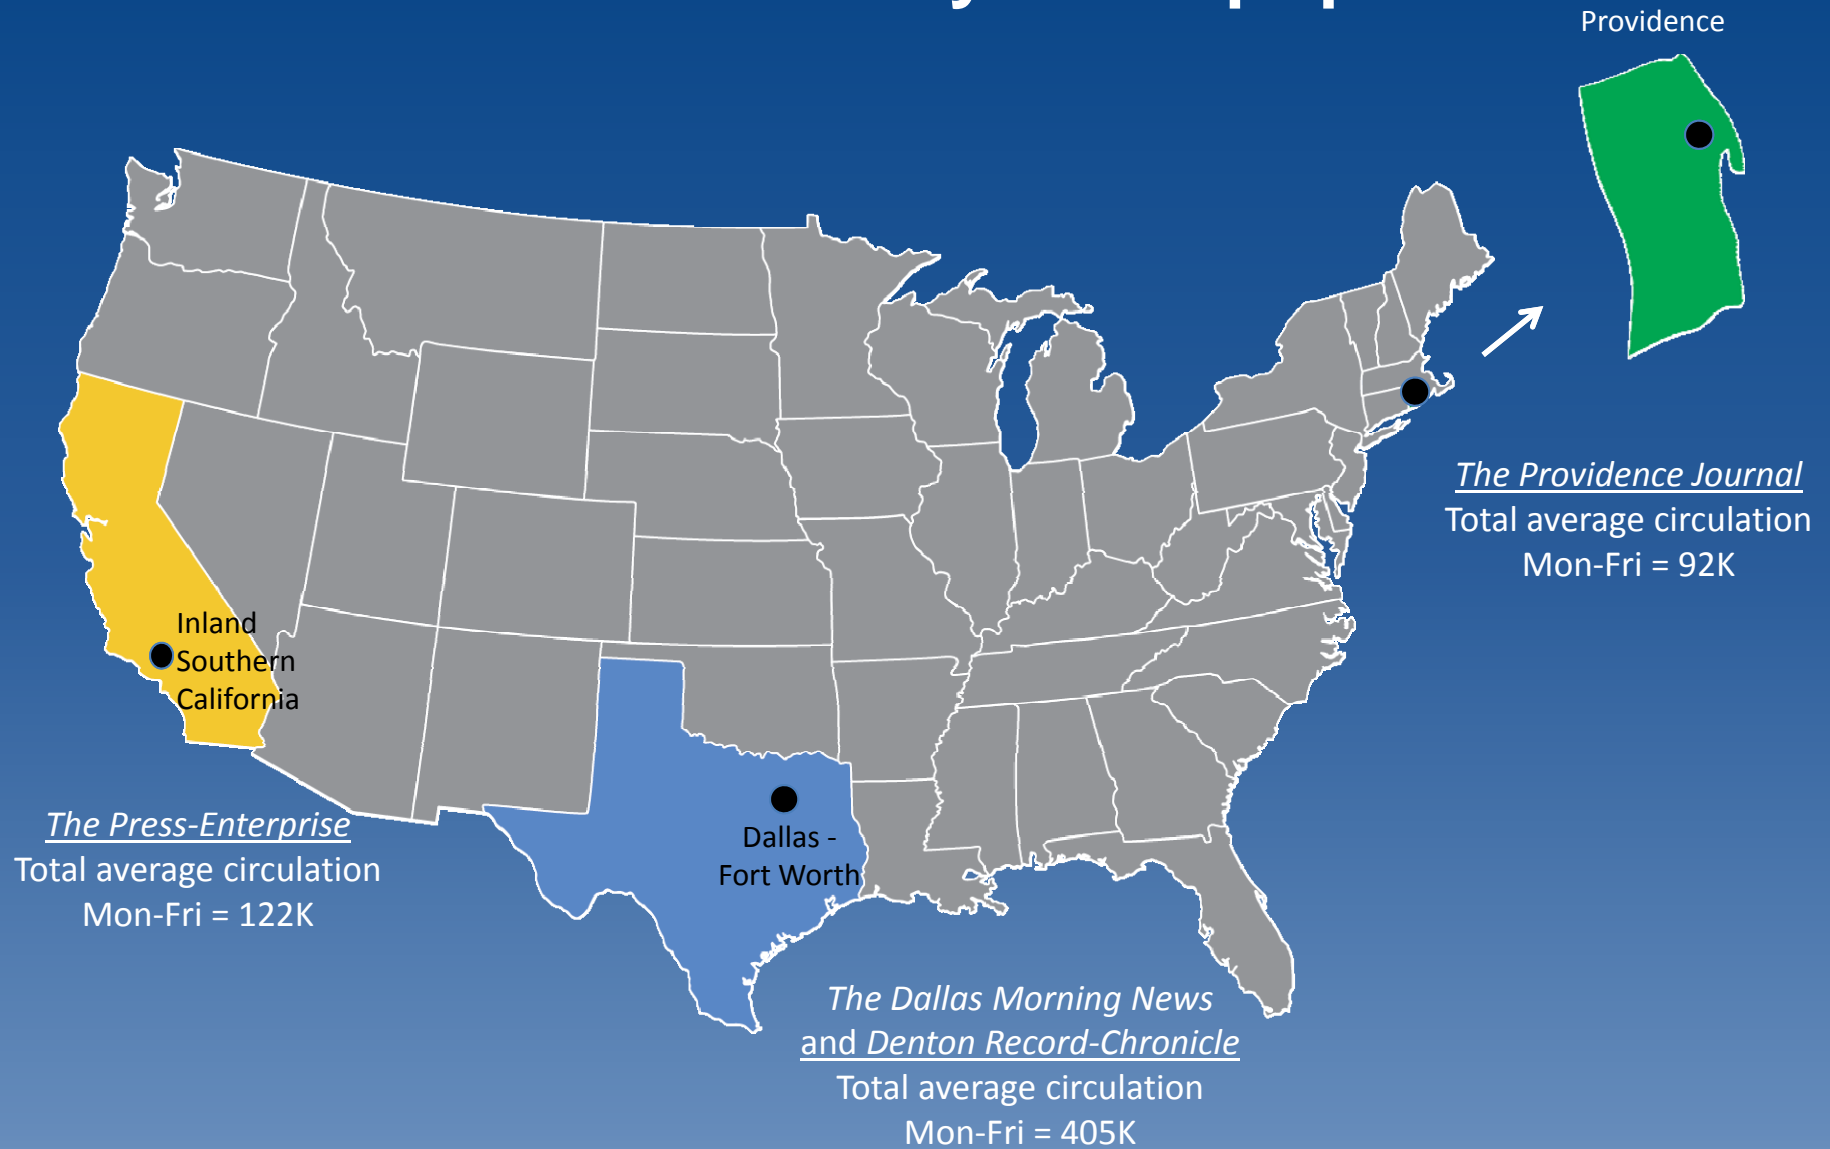 Providence
The Providence Journal
Total average circulation
Mon-Fri = 92K
Inland
Southern
California
The Press-Enterprise
Total average circulation
Mon-Fri = 122K
Dallas -
Fort Worth
The Dallas Morning News
and Denton Record-Chronicle
Total average circulation
Mon-Fri = 405K